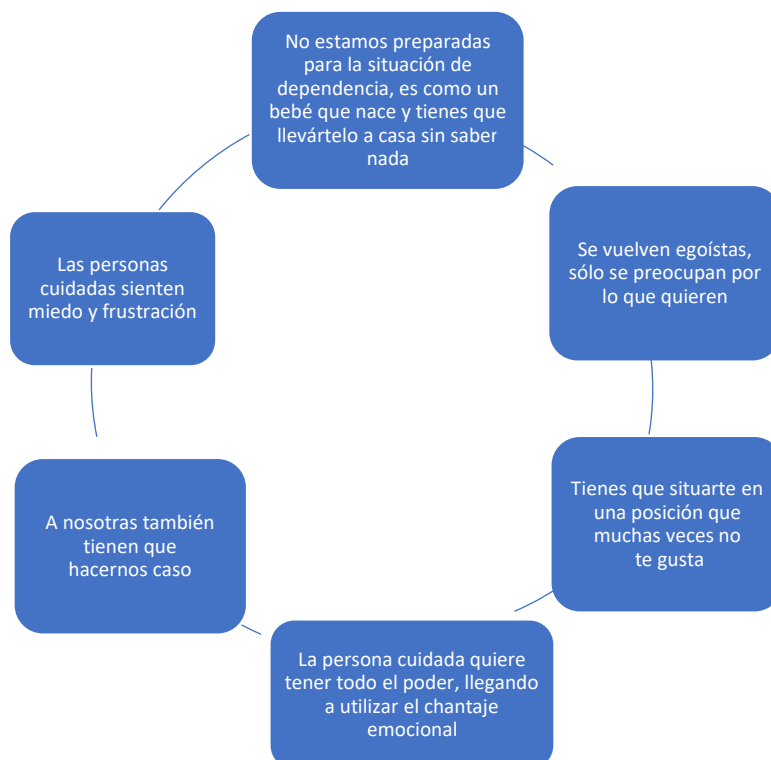 No estamos preparadas
para la situación de
dependencia, es como un
bebé que nace y tienes que
llevártelo a casa sin saber
nada
Se vuelven egoístas,
sólo se preocupan por
lo que quieren
Tienes que situarte en
una posición que
muchas veces no
te gusta
La persona cuidada quiere
tener todo el poder, llegando
a utilizar el chantaje
emocional
A nosotras también
tienen que
hacernos caso
Las personas
cuidadas sienten
miedo y frustración